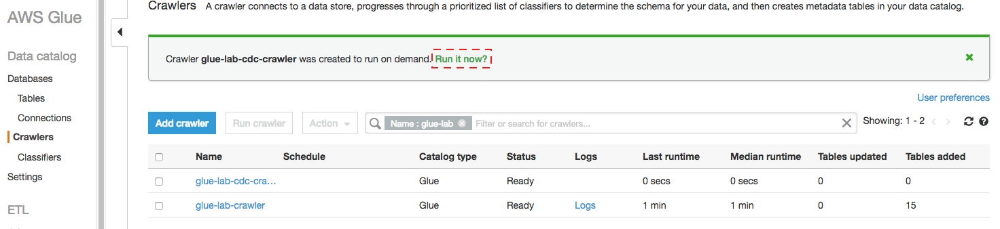 AWS Glue
Data catalog
Databases
Tables
Connections
Crawlers
Classifiers
Settings
ETL
Crawlers A crawler connects to a data store, progresses through a prioritized list of classifiers to determine the schema for your data, and then creates metadata tables in your data catalog.
Crawler glue-lab-cdc-crawler was created to run on demand. Run it now?
User preferences
Add crawler Run crawler Action Name : glue-lab Filter or search for crawlers... Showing: 1 - 2
Name Schedule Catalog type Status Logs Last runtime Median runtime Tables updated Tables added
glue-lab-cdc-cra... Glue Ready 0 secs 0 secs 0 0
glue-lab-crawler Glue Ready Logs 1 min 1 min 0 15